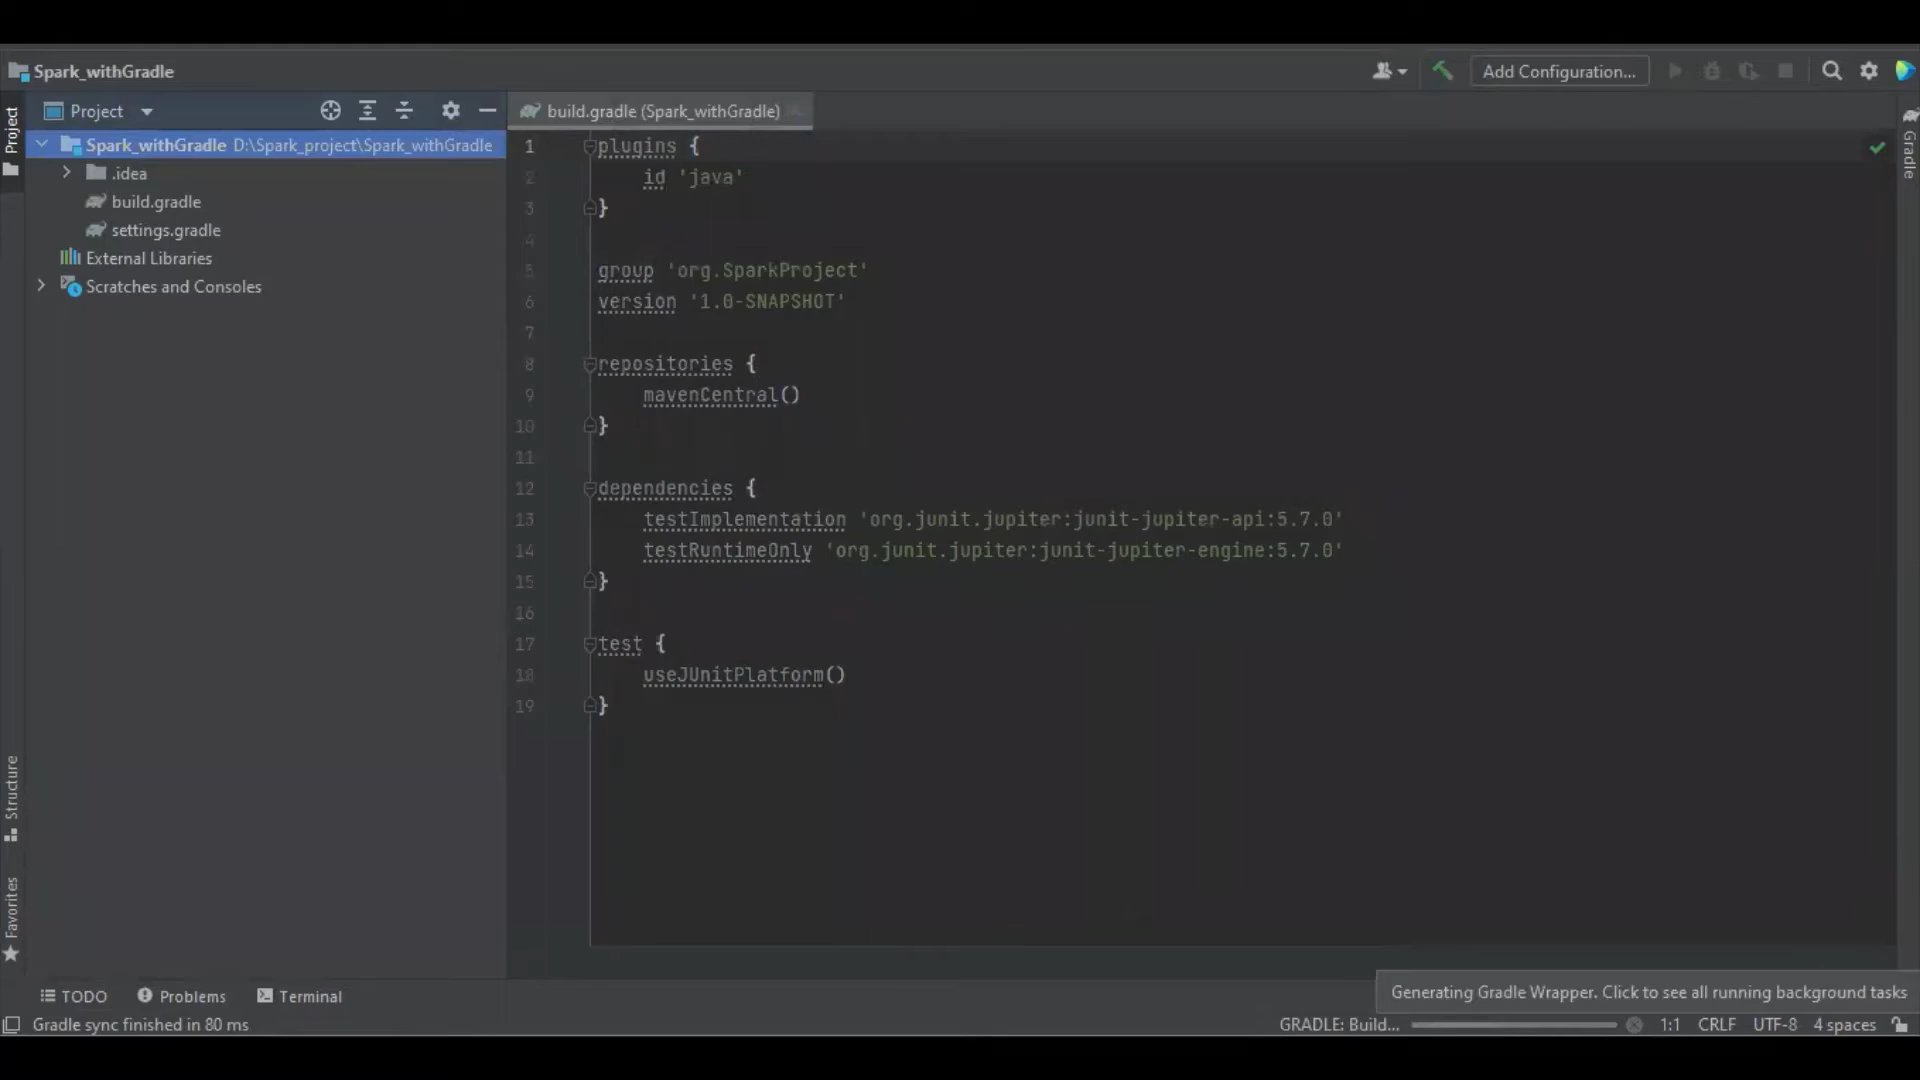 Spark_withGradle
Add Configuration...
Project
Project
build.gradle (Spark_withGradle)
Spark_withGradle D:\Spark_project\Spark_withGradle
.idea
build.gradle
settings.gradle
External Libraries
Scratches and Consoles
1 plugins {
2     id 'java'
3 }
4
5 group 'org.SparkProject'
6 version '1.0-SNAPSHOT'
7
8 repositories {
9     mavenCentral()
10 }
11
12 dependencies {
13     testImplementation 'org.junit.jupiter:junit-jupiter-api:5.7.0'
14     testRuntimeOnly 'org.junit.jupiter:junit-jupiter-engine:5.7.0'
15 }
16
17 test {
18     useJUnitPlatform()
19 }
Gradle
Structure
Favorites
TODO
Problems
Terminal
Generating Gradle Wrapper. Click to see all running background tasks
Gradle sync finished in 80 ms
GRADLE: Build...
1:1 CRLF UTF-8 4 spaces